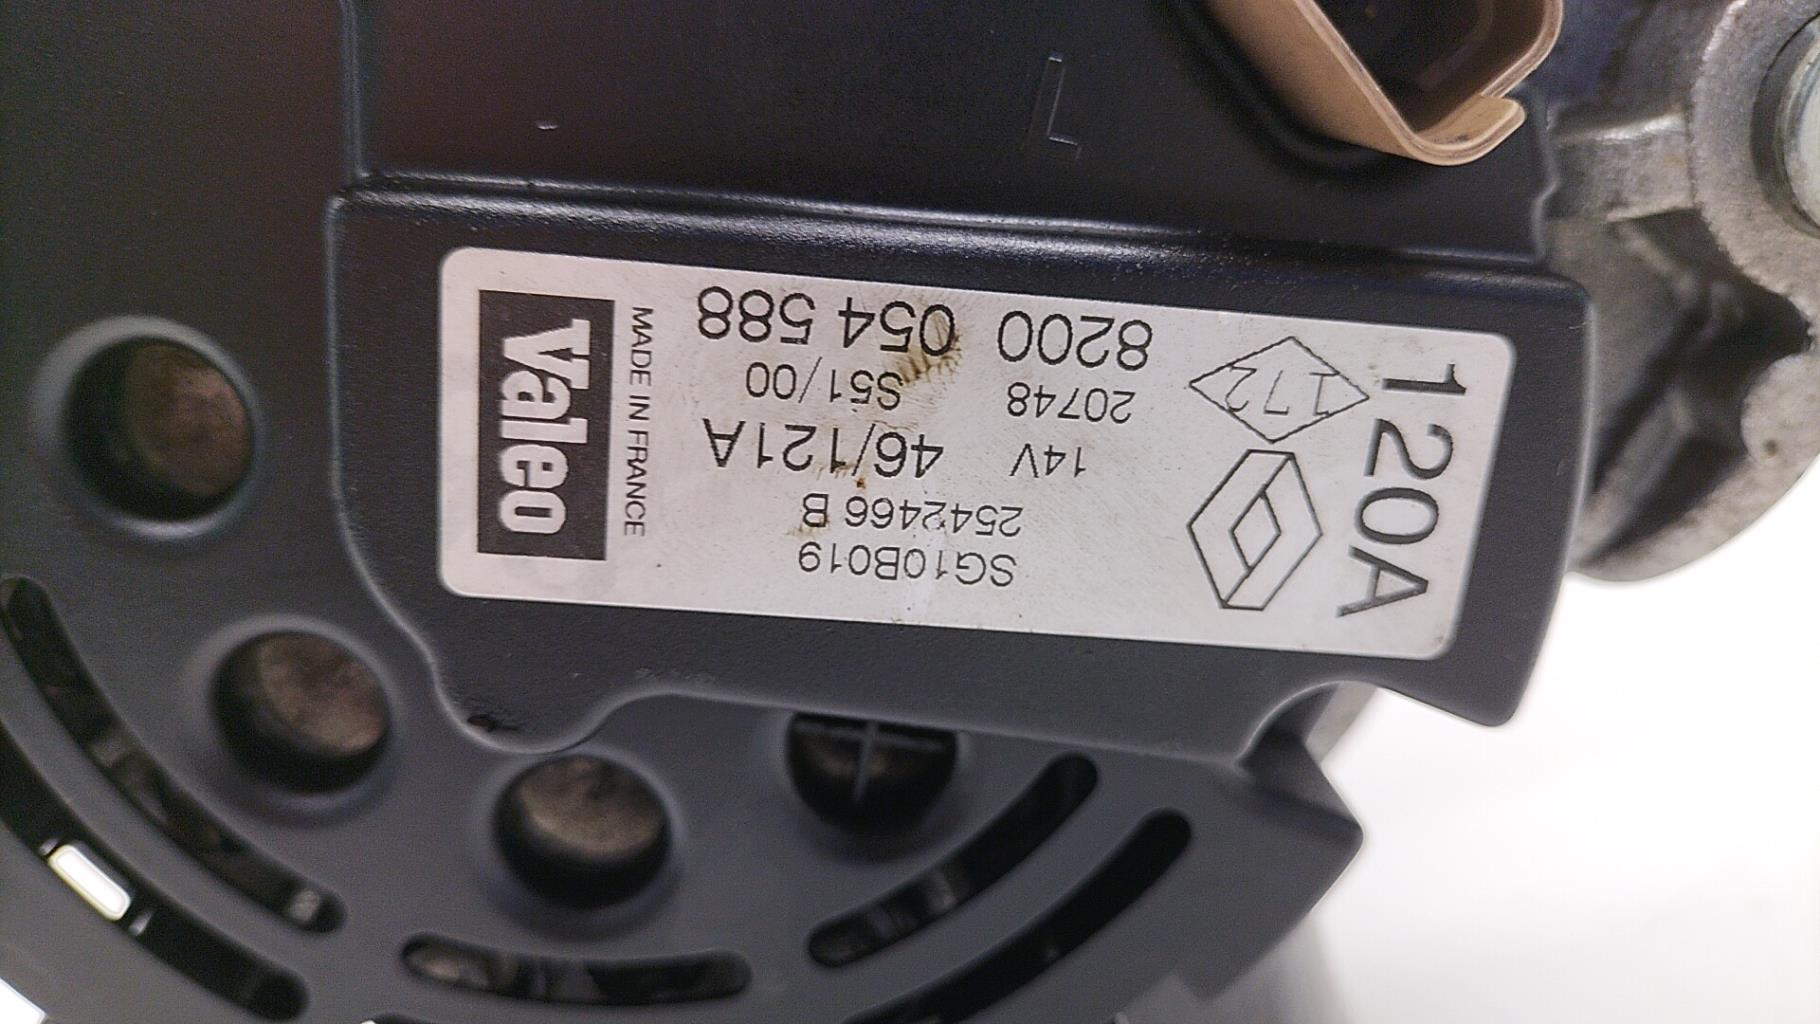 120A
172
8200 054 588
20748 S51/00
14V 46/121A
2542466 B
SG10B019
MADE IN FRANCE
Valeo
L